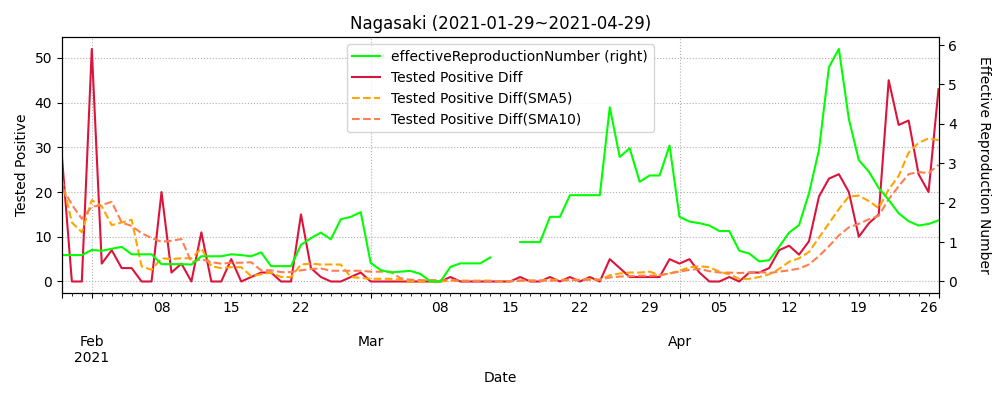 Nagasaki (2021-01-29~2021-04-29)
effectiveReproductionNumber (right)
Tested Positive Diff
Tested Positive Diff(SMA5)
Tested Positive Diff(SMA10)
Tested Positive
50
40
30
20
10
0
6
5
4
3
2
1
0
Effective Reproduction Number
08 15 22 08 15 22 29 05 12 19 26
Feb Mar Apr
2021
Date